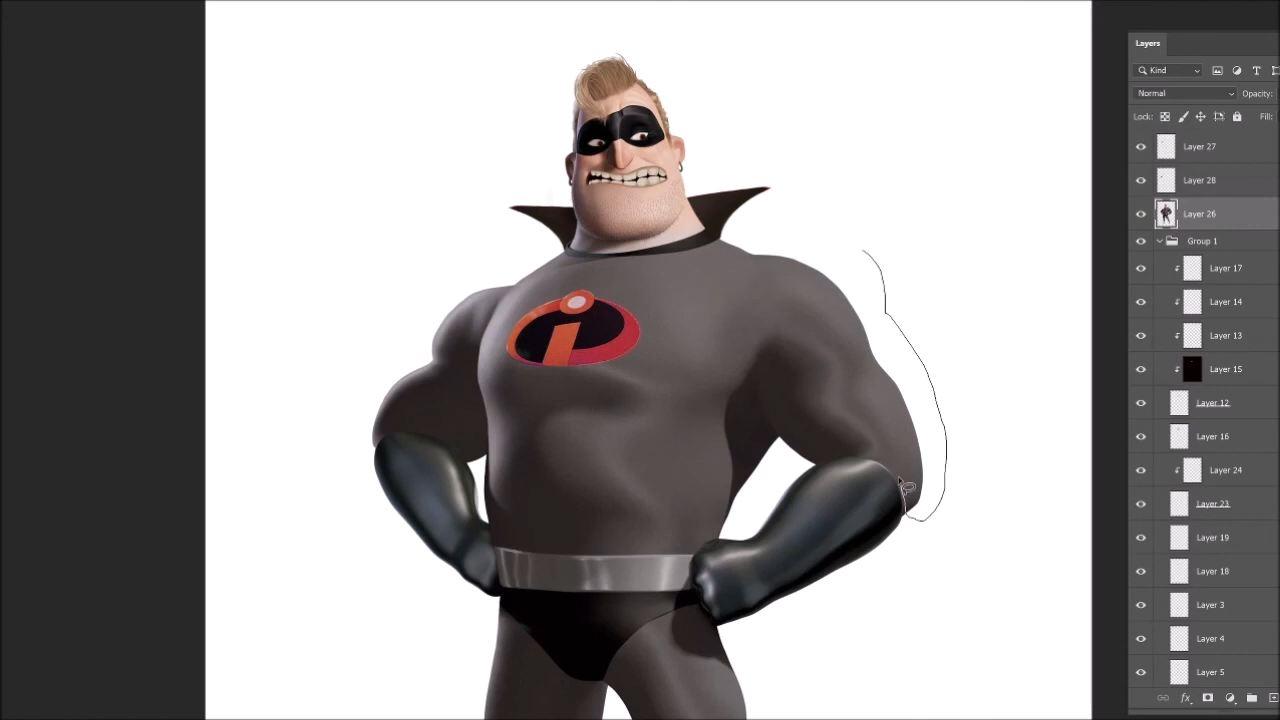 Layers
Kind
Normal
Opacity:
Lock:
Fill:
Layer 27
Layer 28
Layer 26
Group 1
Layer 17
Layer 14
Layer 13
Layer 15
Layer 12
Layer 16
Layer 24
Layer 23
Layer 19
Layer 18
Layer 3
Layer 4
Layer 5
fx
i